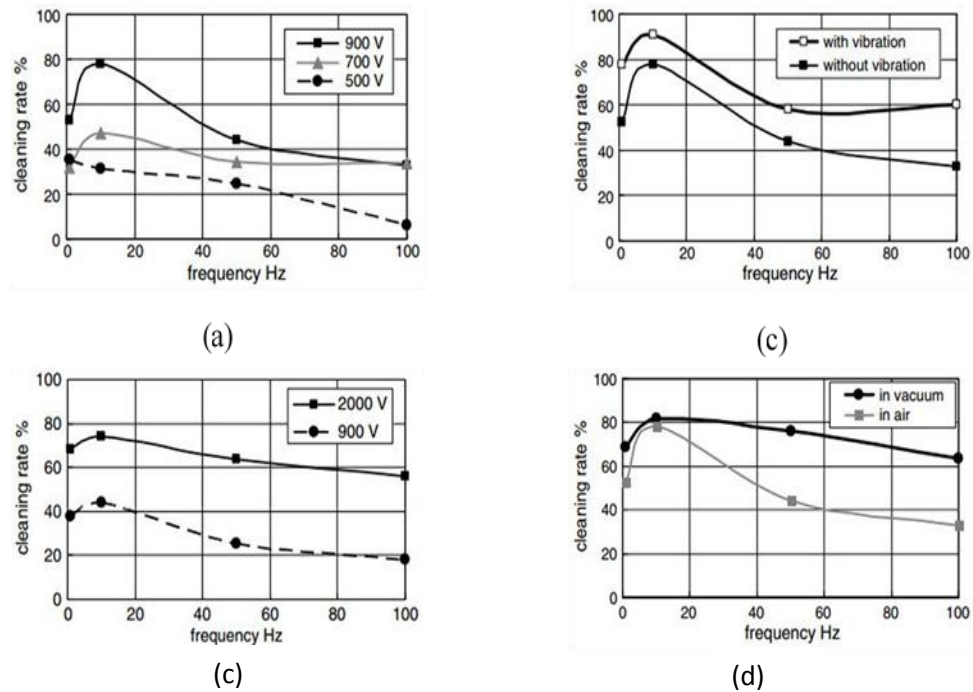 100
80
60
40
20
0
cleaning rate %
900 V
700 V
500 V
0 20 40 60 80 100
frequency Hz
(a)
100
80
60
40
20
0
cleaning rate %
with vibration
without vibration
0 20 40 60 80 100
frequency Hz
(c)
100
80
60
40
20
0
cleaning rate %
2000 V
900 V
0 20 40 60 80 100
frequency Hz
(c)
100
80
60
40
20
0
cleaning rate %
in vacuum
in air
0 20 40 60 80 100
frequency Hz
(d)